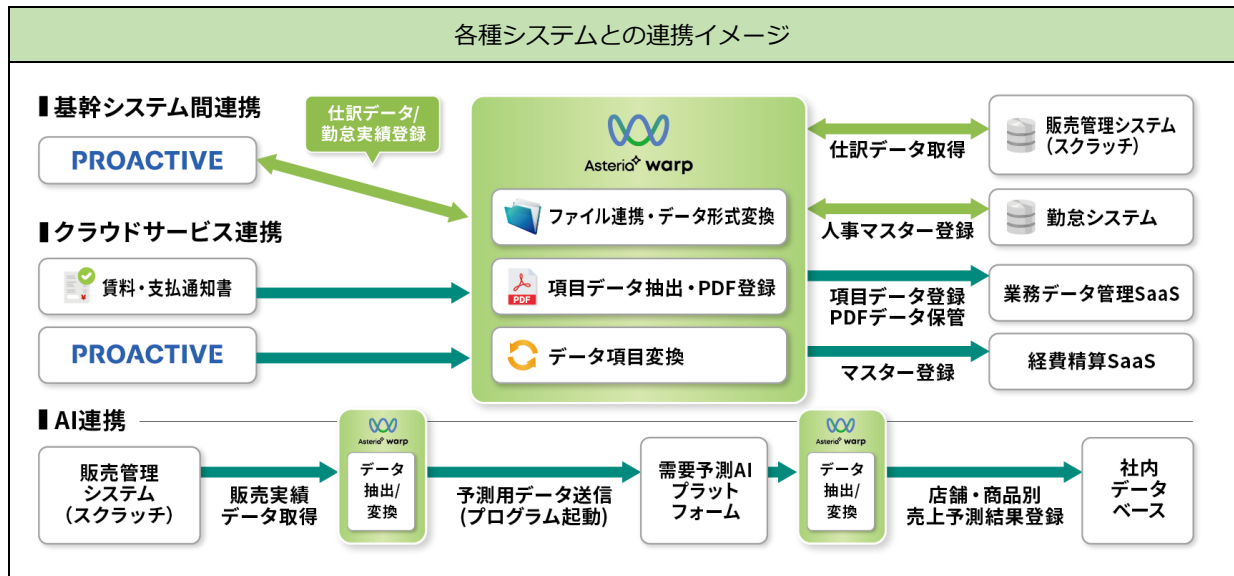 各種システムとの連携イメージ
基幹システム間連携
PROACTIVE
仕訳データ/
勤怠実績登録
Asteria warp
ファイル連携・データ形式変換
仕訳データ取得
販売管理システム
(スクラッチ)
人事マスター登録
勤怠システム
クラウドサービス連携
賃料・支払通知書
PDF
項目データ抽出・PDF登録
項目データ登録
PDFデータ保管
業務データ管理SaaS
PROACTIVE
データ項目変換
マスター登録
経費精算SaaS
AI連携
販売管理
システム
(スクラッチ)
販売実績
データ取得
Asteria warp
データ
抽出/
変換
予測用データ送信
(プログラム起動)
需要予測AI
プラット
フォーム
Asteria warp
データ
抽出/
変換
店舗・商品別
売上予測結果登録
社内
データ
ベース